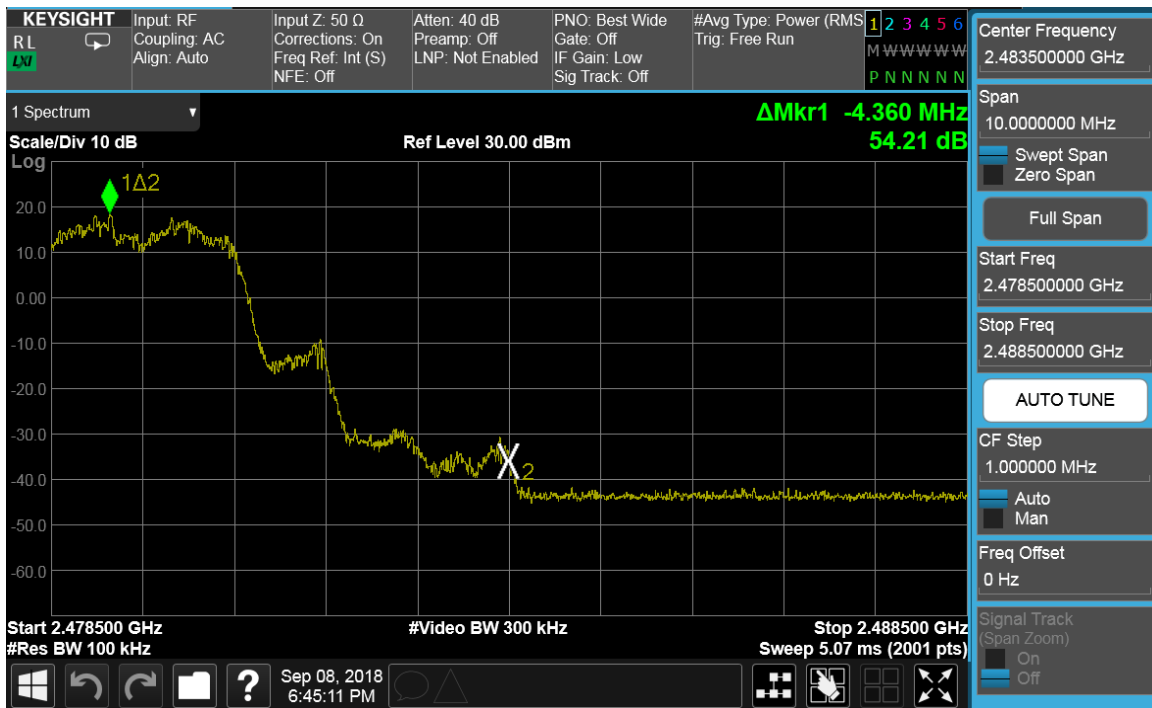 KEYSIGHT
R L
LXI
Input: RF
Coupling: AC
Align: Auto
Input Z: 50 Ω
Corrections: On
Freq Ref: Int (S)
NFE: Off
Atten: 40 dB
Preamp: Off
LNP: Not Enabled
PNO: Best Wide
Gate: Off
IF Gain: Low
Sig Track: Off
#Avg Type: Power (RMS
Trig: Free Run
1 2 3 4 5 6
M W W W W W
P N N N N N
1 Spectrum
ΔMkr1 -4.360 MHz
54.21 dB
Scale/Div 10 dB
Ref Level 30.00 dBm
Log
1Δ2
20.0
10.0
0.00
-10.0
-20.0
-30.0
-40.0
-50.0
-60.0
2
Start 2.478500 GHz
#Video BW 300 kHz
Stop 2.488500 GHz
#Res BW 100 kHz
Sweep 5.07 ms (2001 pts)
?
Sep 08, 2018
6:45:11 PM
Center Frequency
2.483500000 GHz
Span
10.0000000 MHz
Swept Span
Zero Span
Full Span
Start Freq
2.478500000 GHz
Stop Freq
2.488500000 GHz
AUTO TUNE
CF Step
1.000000 MHz
Auto
Man
Freq Offset
0 Hz
Signal Track
(Span Zoom)
On
Off